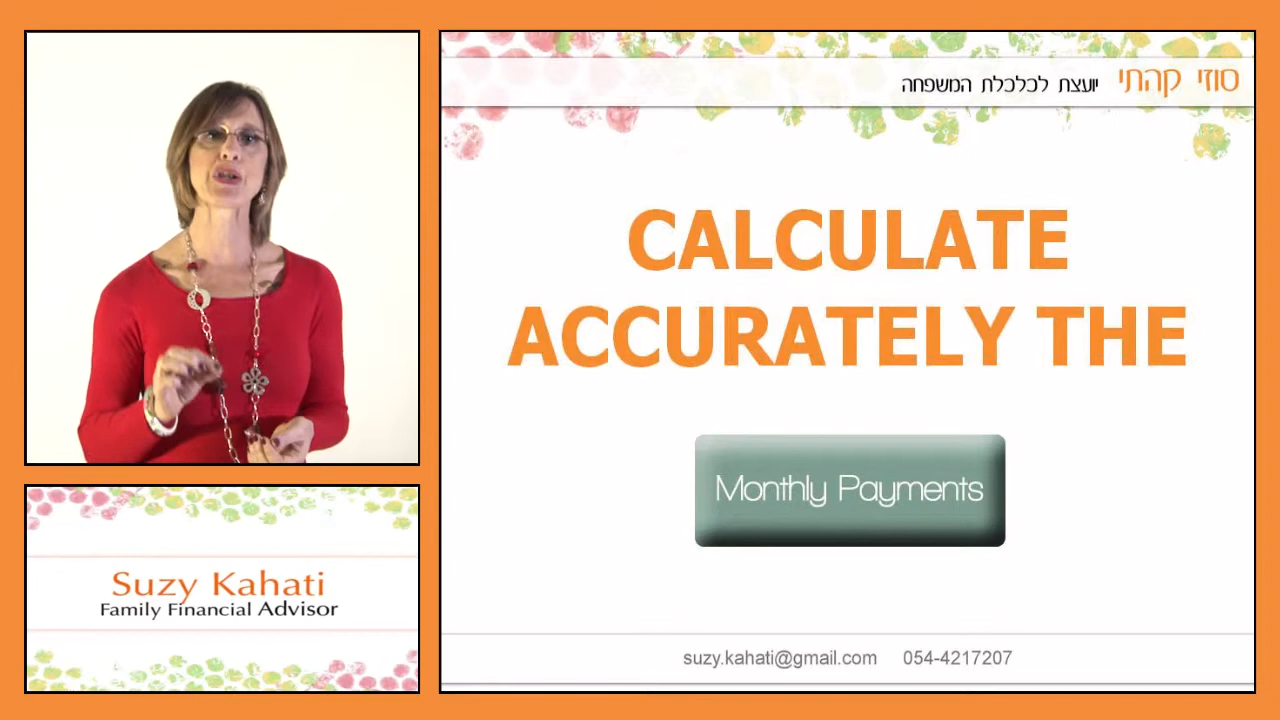 סוזי קהתי יועצת לכלכלת המשפחה
CALCULATE
ACCURATELY THE
Monthly Payments
Suzy Kahati
Family Financial Advisor
suzy.kahati@gmail.com 054-4217207